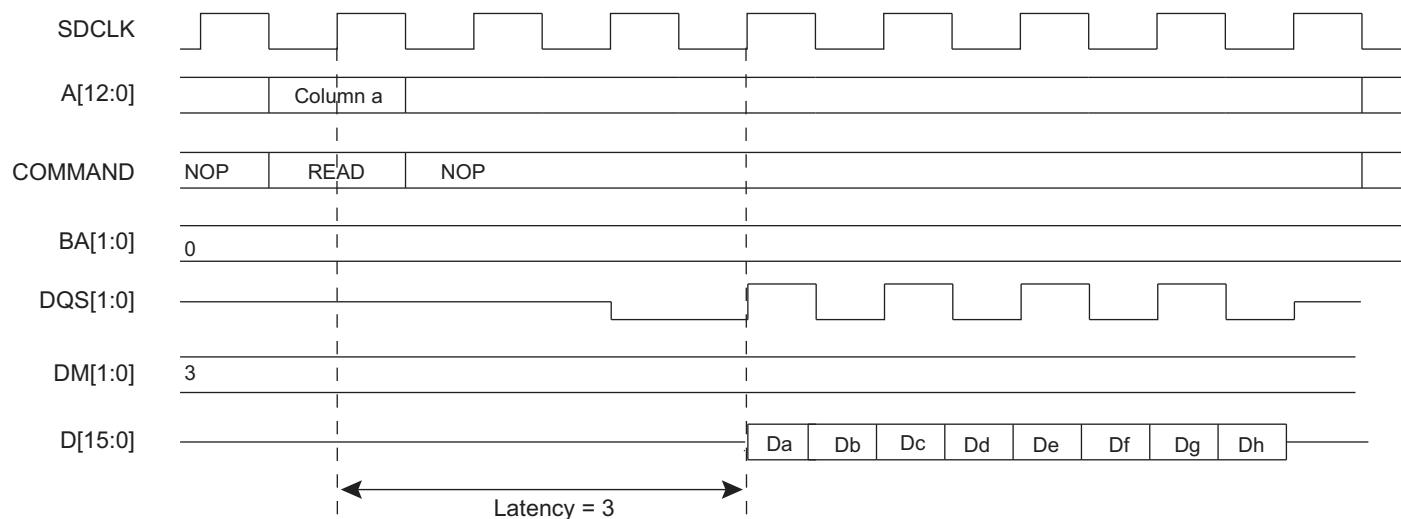 SDCLK
A[12:0] Column a
COMMAND NOP READ NOP
BA[1:0] 0
DQS[1:0]
DM[1:0] 3
D[15:0] Da Db Dc Dd De Df Dg Dh
Latency = 3